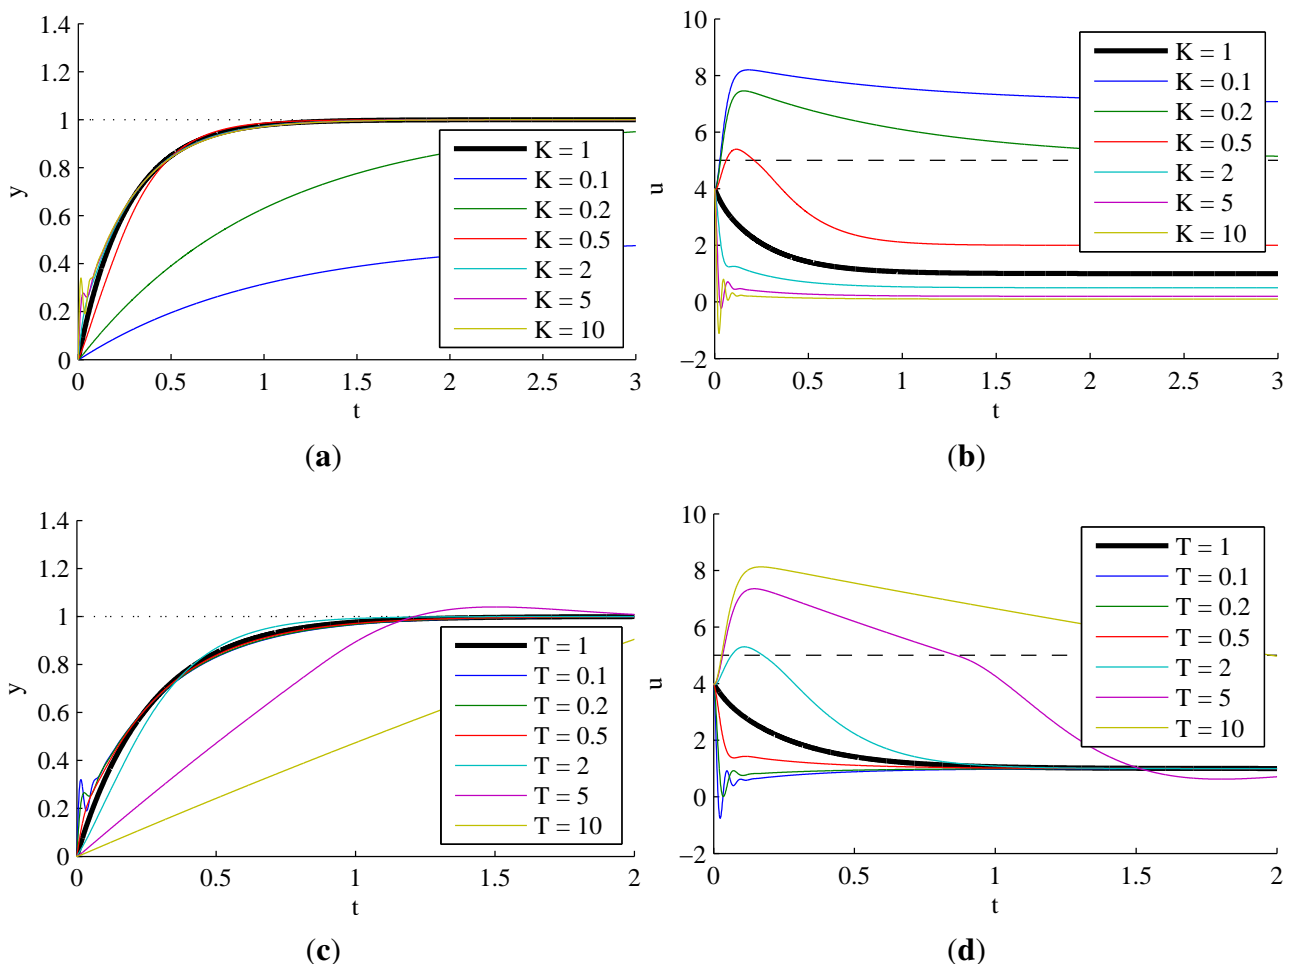 1.4
1.2
1
0.8
0.6
0.4
0.2
0
y
0 0.5 1 1.5 2 2.5 3
t
K = 1
K = 0.1
K = 0.2
K = 0.5
K = 2
K = 5
K = 10
(a)
10
8
6
4
2
0
−2
u
0 0.5 1 1.5 2 2.5 3
t
K = 1
K = 0.1
K = 0.2
K = 0.5
K = 2
K = 5
K = 10
(b)
1.4
1.2
1
0.8
0.6
0.4
0.2
0
y
0 0.5 1 1.5 2
t
T = 1
T = 0.1
T = 0.2
T = 0.5
T = 2
T = 5
T = 10
(c)
10
8
6
4
2
0
−2
u
0 0.5 1 1.5 2
t
T = 1
T = 0.1
T = 0.2
T = 0.5
T = 2
T = 5
T = 10
(d)